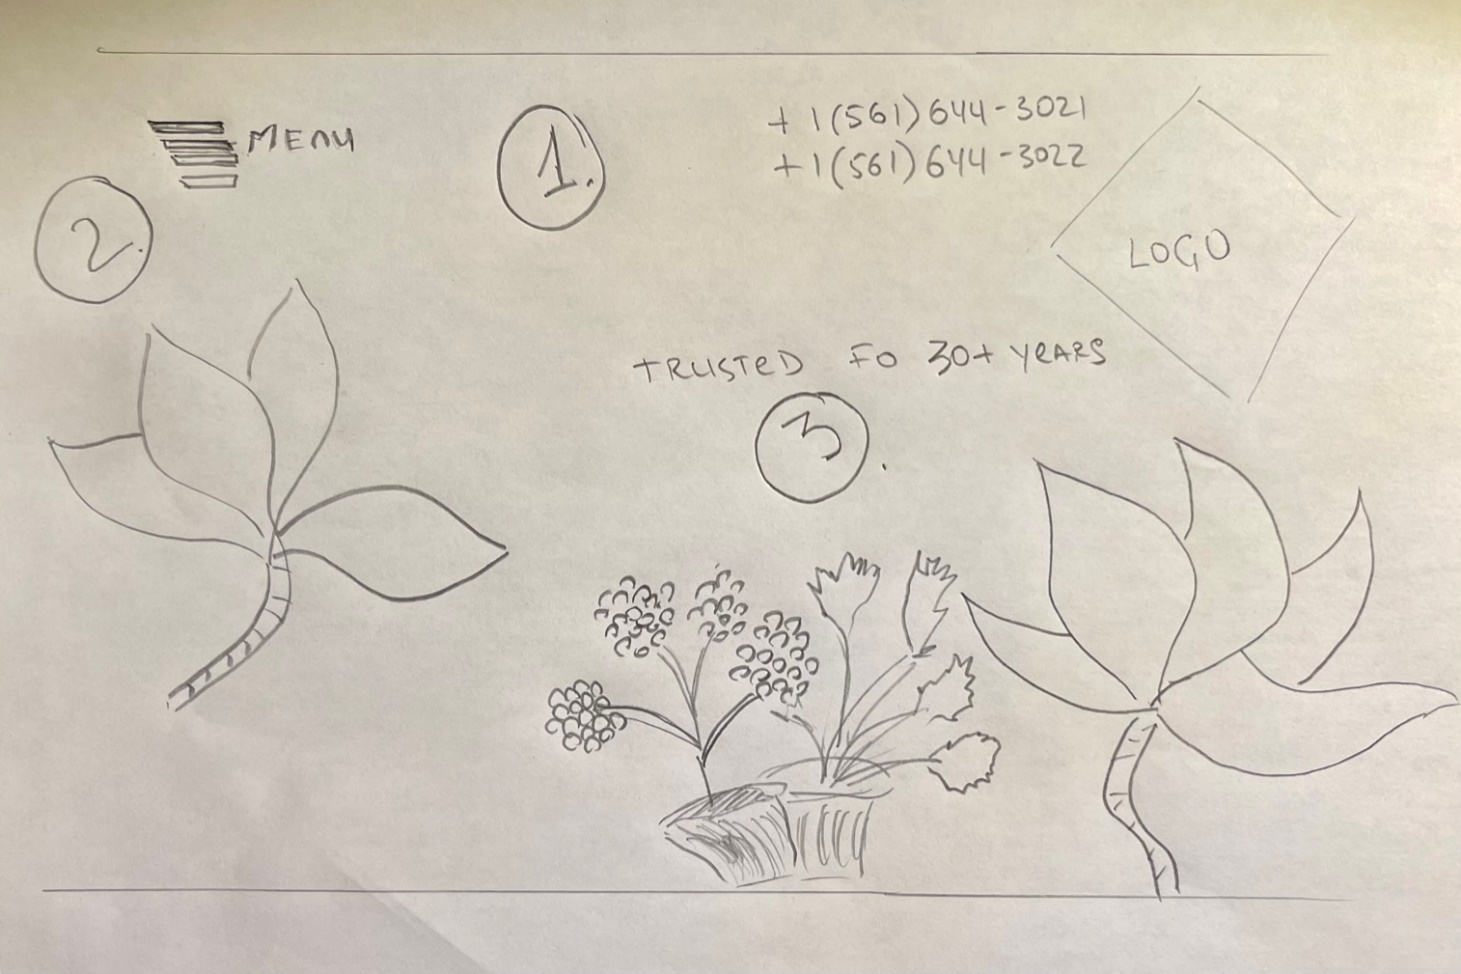 MENU
1.
+1(561)644-3021
+1(561)644-3022
2.
LOGO
TRUSTED FO 30+ YEARS
3.